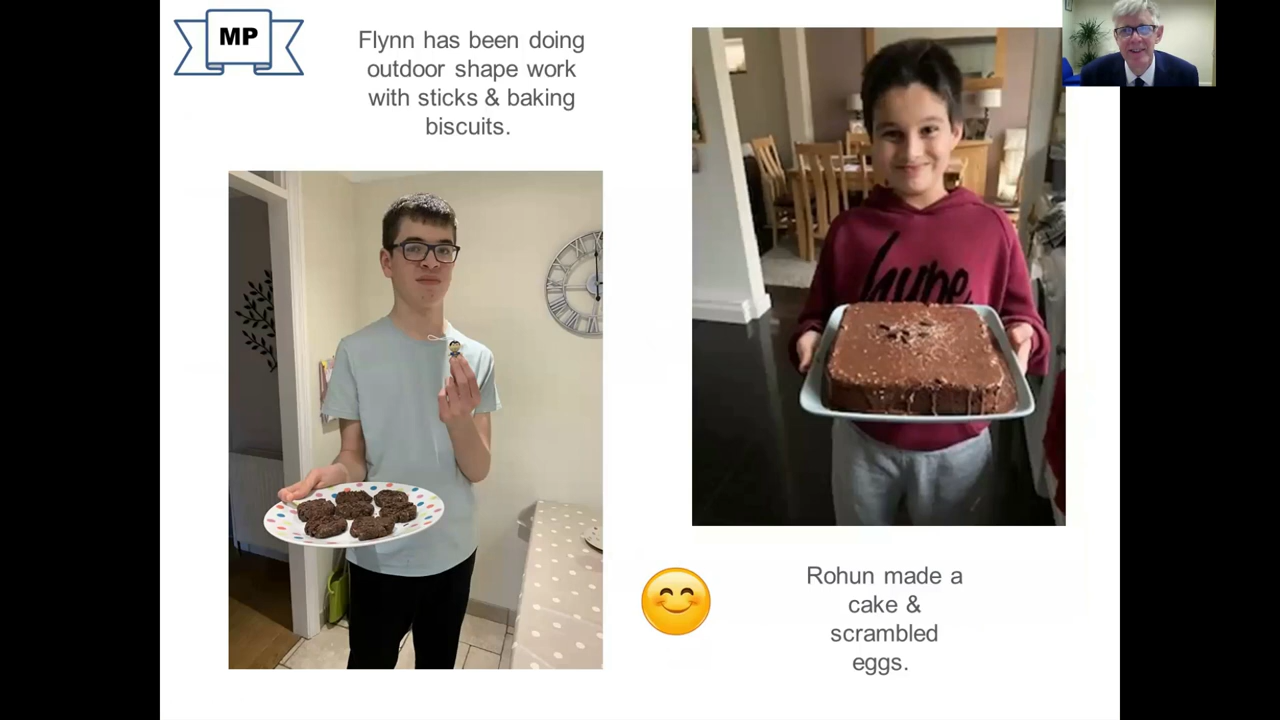 MP
Flynn has been doing
outdoor shape work
with sticks & baking
biscuits.
hype
Rohun made a
cake &
scrambled
eggs.